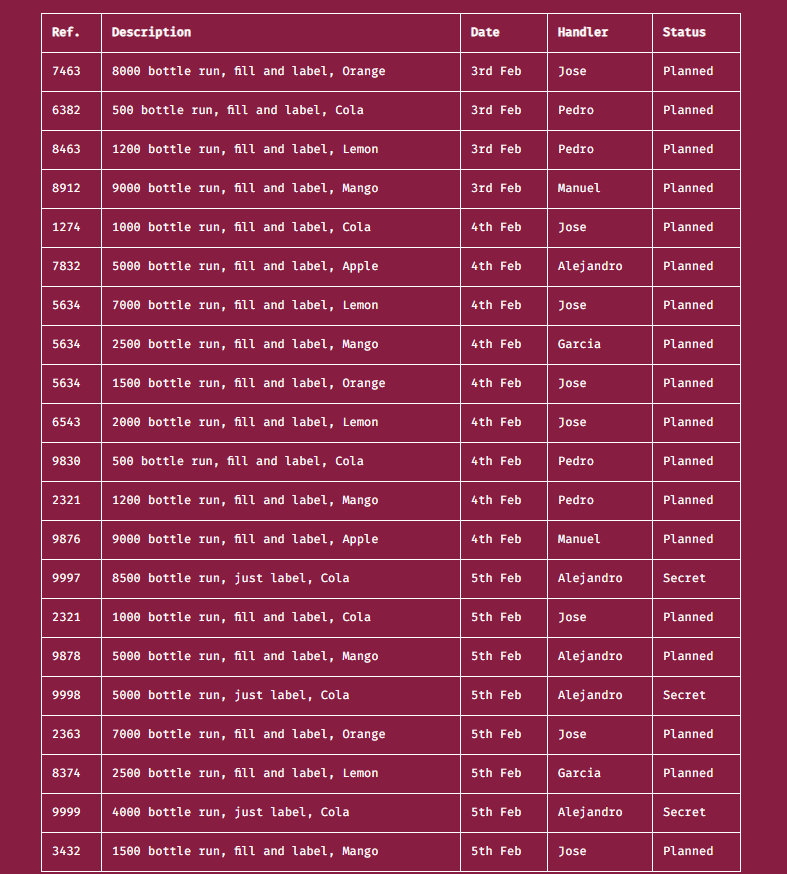 Ref. Description Date Handler Status
7463 8000 bottle run, fill and label, Orange 3rd Feb Jose Planned
6382 500 bottle run, fill and label, Cola 3rd Feb Pedro Planned
8463 1200 bottle run, fill and label, Lemon 3rd Feb Pedro Planned
8912 9000 bottle run, fill and label, Mango 3rd Feb Manuel Planned
1274 1000 bottle run, fill and label, Cola 4th Feb Jose Planned
7832 5000 bottle run, fill and label, Apple 4th Feb Alejandro Planned
5634 7000 bottle run, fill and label, Lemon 4th Feb Jose Planned
5634 2500 bottle run, fill and label, Mango 4th Feb Garcia Planned
5634 1500 bottle run, fill and label, Orange 4th Feb Jose Planned
6543 2000 bottle run, fill and label, Lemon 4th Feb Jose Planned
9830 500 bottle run, fill and label, Cola 4th Feb Pedro Planned
2321 1200 bottle run, fill and label, Mango 4th Feb Pedro Planned
9876 9000 bottle run, fill and label, Apple 4th Feb Manuel Planned
9997 8500 bottle run, just label, Cola 5th Feb Alejandro Secret
2321 1000 bottle run, fill and label, Cola 5th Feb Jose Planned
9878 5000 bottle run, fill and label, Mango 5th Feb Alejandro Planned
9998 5000 bottle run, just label, Cola 5th Feb Alejandro Secret
2363 7000 bottle run, fill and label, Orange 5th Feb Jose Planned
8374 2500 bottle run, fill and label, Lemon 5th Feb Garcia Planned
9999 4000 bottle run, just label, Cola 5th Feb Alejandro Secret
3432 1500 bottle run, fill and label, Mango 5th Feb Jose Planned